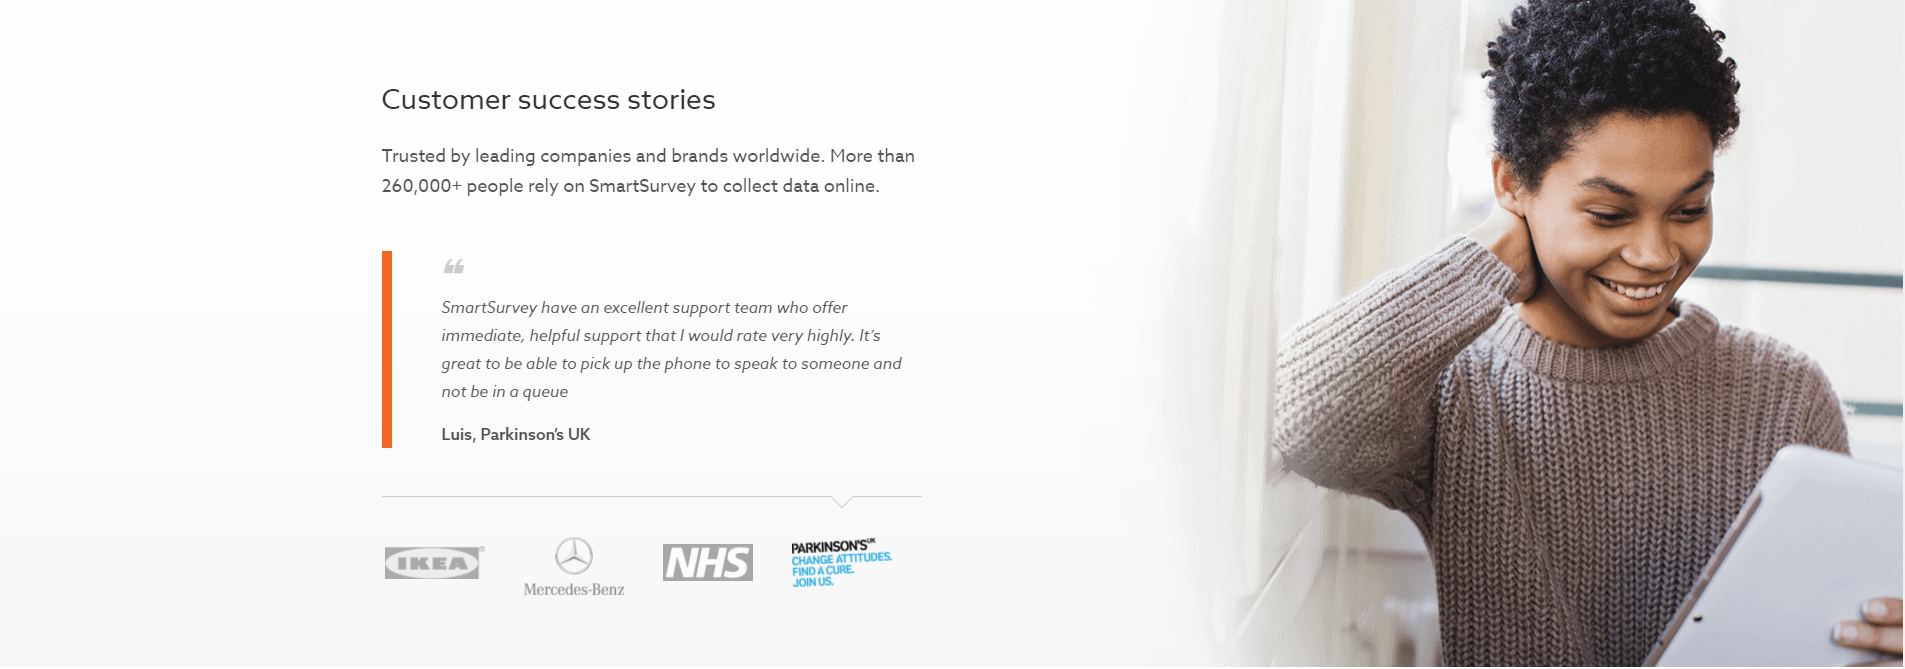 Customer success stories
Trusted by leading companies and brands worldwide. More than
260,000+ people rely on SmartSurvey to collect data online.
“
SmartSurvey have an excellent support team who offer
immediate, helpful support that I would rate very highly. It’s
great to be able to pick up the phone to speak to someone and
not be in a queue
Luis, Parkinson’s UK
IKEA®
Mercedes-Benz
NHS
PARKINSON'S UK
CHANGE ATTITUDES.
FIND A CURE.
JOIN US.